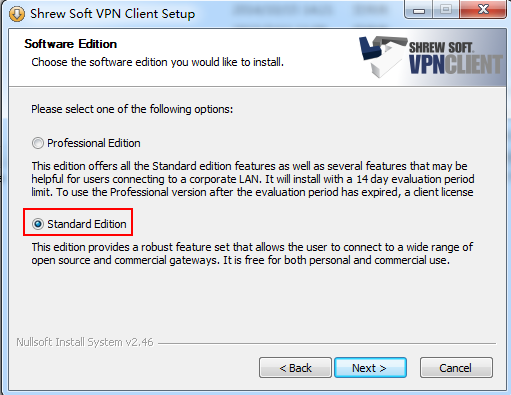 Shrew Soft VPN Client Setup
Software Edition
Choose the software edition you would like to install.
SHREW SOFT
VPNCLIENT
Please select one of the following options:
Professional Edition
This edition offers all the Standard edition features as well as several features that may be
helpful for users connecting to a corporate LAN. It will install with a 14 day evaluation period
limit. To use the Professional version after the evaluation period has expired, a client license
Standard Edition
This edition provides a robust feature set that allows the user to connect to a wide range of
open source and commercial gateways. It is free for both personal and commercial use.
Nullsoft Install System v2.46
< Back
Next >
Cancel